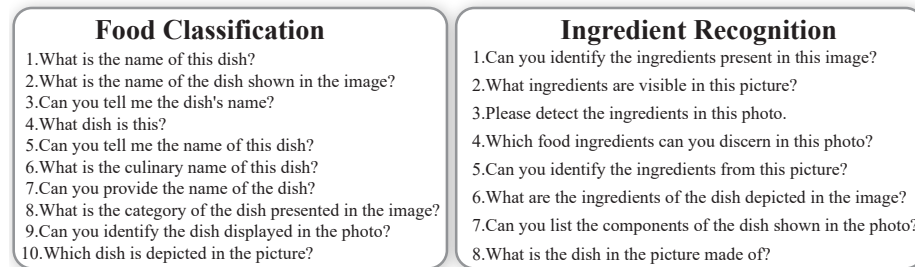 Food Classification
1.What is the name of this dish?
2.What is the name of the dish shown in the image?
3.Can you tell me the dish's name?
4.What dish is this?
5.Can you tell me the name of this dish?
6.What is the culinary name of this dish?
7.Can you provide the name of the dish?
8.What is the category of the dish presented in the image?
9.Can you identify the dish displayed in the photo?
10.Which dish is depicted in the picture?
Ingredient Recognition
1.Can you identify the ingredients present in this image?
2.What ingredients are visible in this picture?
3.Please detect the ingredients in this photo.
4.Which food ingredients can you discern in this photo?
5.Can you identify the ingredients from this picture?
6.What are the ingredients of the dish depicted in the image?
7.Can you list the components of the dish shown in the photo?
8.What is the dish in the picture made of?